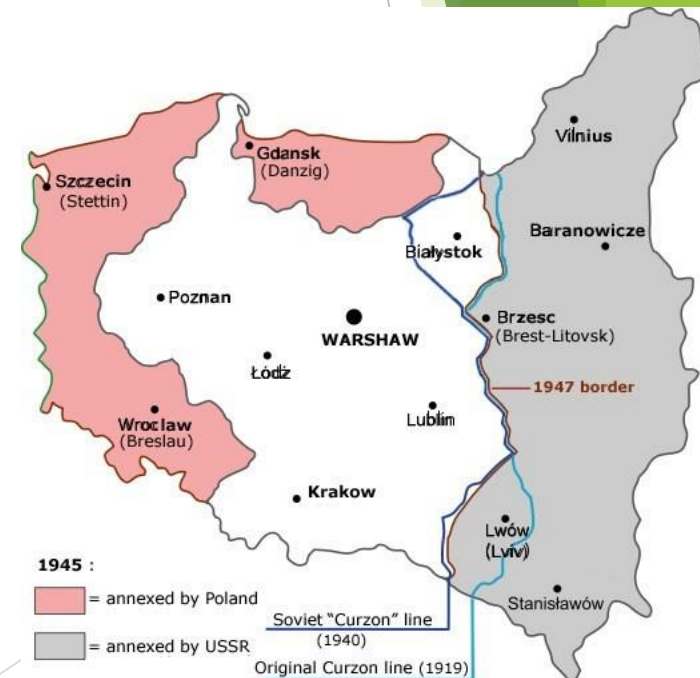 Vilnius
Gdansk
(Danzig)
Szczecin
(Stettin)
Baranowicze
Białystok
Poznan
Brzesc
(Brest-Litovsk)
WARSHAW
Łódź
1947 border
Lublin
Wroclaw
(Breslau)
Krakow
Lwów
(Lviv)
1945 :
= annexed by Poland
Stanisławów
Soviet "Curzon" line
(1940)
= annexed by USSR
Original Curzon line (1919)